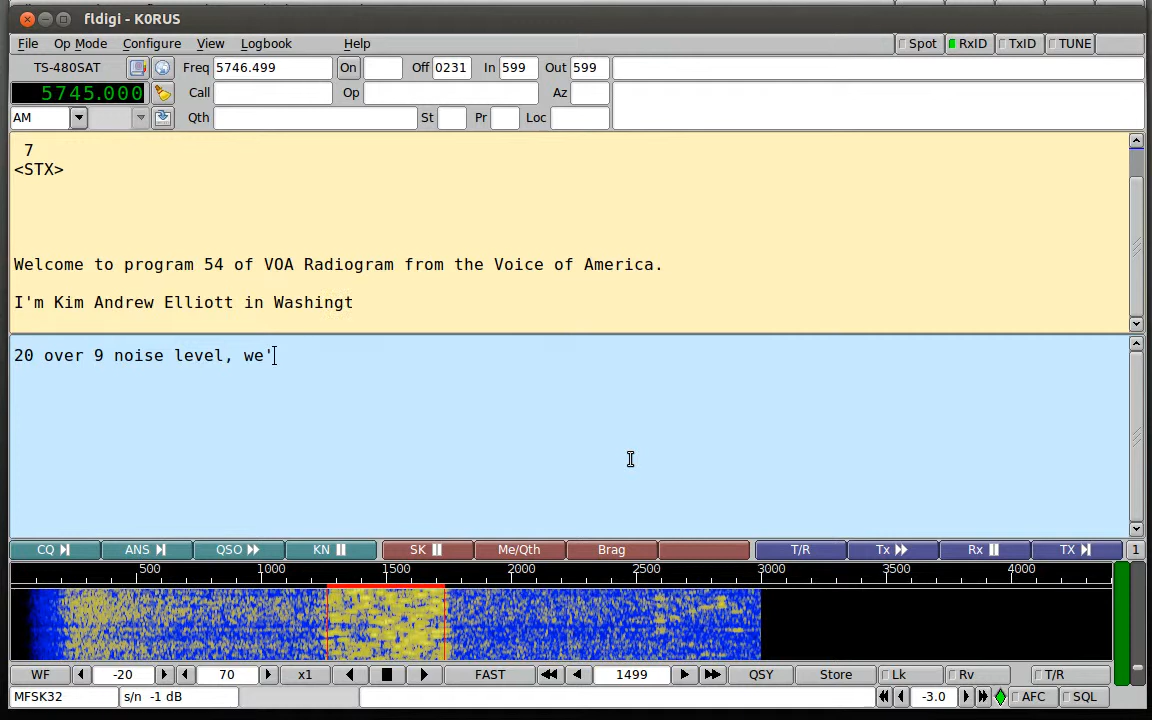 fldigi - K0RUS
File Op Mode Configure View Logbook Help Spot RxID TxID TUNE
TS-480SAT Freq 5746.499 On Off 0231 In 599 Out 599
5745.000 Call Op Az
AM Qth St Pr Loc
7
<STX>
Welcome to program 54 of VOA Radiogram from the Voice of America.
I'm Kim Andrew Elliott in Washingt
20 over 9 noise level, we'
CQ ANS QSO KN SK Me/Qth Brag T/R Tx Rx TX 1
500 1000 1500 2000 2500 3000 3500 4000
WF -20 70 x1 FAST 1499 QSY Store Lk Rv T/R
MFSK32 s/n -1 dB -3.0 AFC SQL